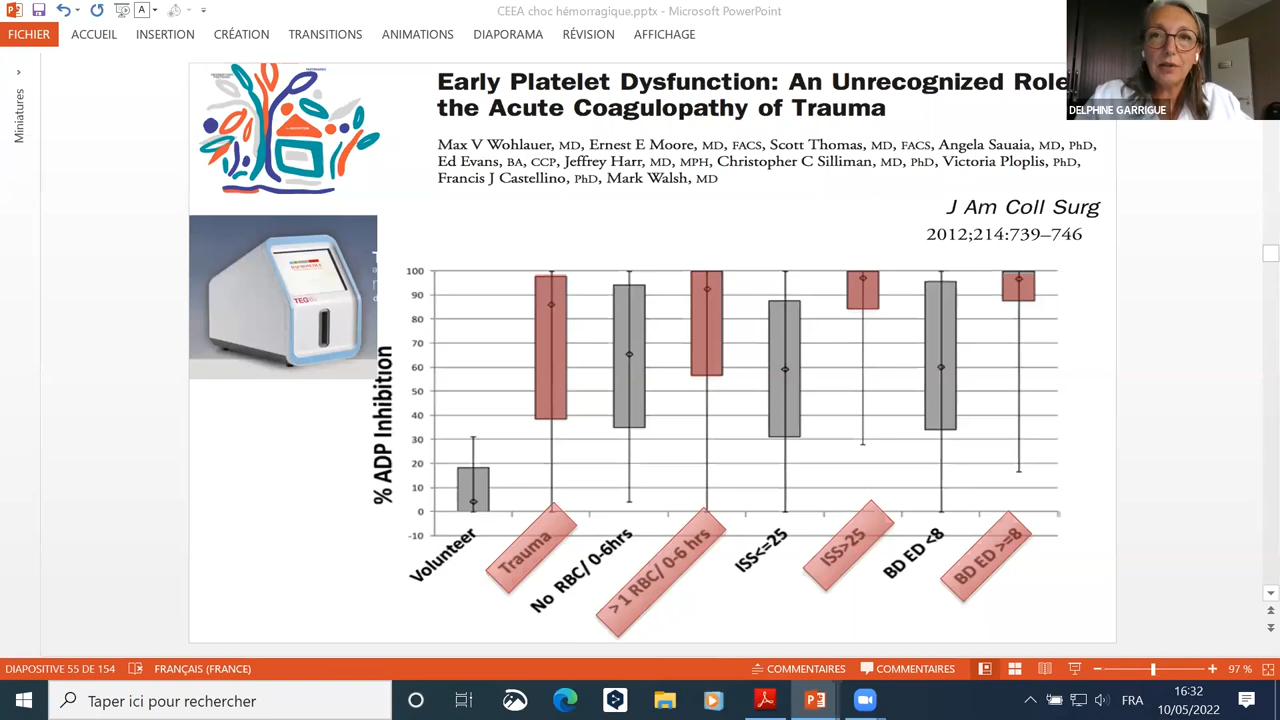 CEEA choc hémorragique.pptx - Microsoft PowerPoint
FICHIER ACCUEIL INSERTION CRÉATION TRANSITIONS ANIMATIONS DIAPORAMA RÉVISION AFFICHAGE
DELPHINE GARRIGUE
Miniatures
Early Platelet Dysfunction: An Unrecognized Role
the Acute Coagulopathy of Trauma
Max V Wohlauer, MD, Ernest E Moore, MD, FACS, Scott Thomas, MD, FACS, Angela Sauaia, MD, PhD,
Ed Evans, BA, CCP, Jeffrey Harr, MD, MPH, Christopher C Silliman, MD, PhD, Victoria Ploplis, PhD,
Francis J Castellino, PhD, Mark Walsh, MD
J Am Coll Surg
2012;214:739–746
TEG
% ADP Inhibition
100
90
80
70
60
50
40
30
20
10
0
-10
Volunteer
Trauma
No RBC/ 0-6hrs
> 1 RBC/ 0-6 hrs
ISS<=25
ISS>25
BD ED <8
BD ED >=8
DIAPOSITIVE 55 DE 154 FRANÇAIS (FRANCE) COMMENTAIRES COMMENTAIRES 97 %
Taper ici pour rechercher
FRA
16:32
10/05/2022